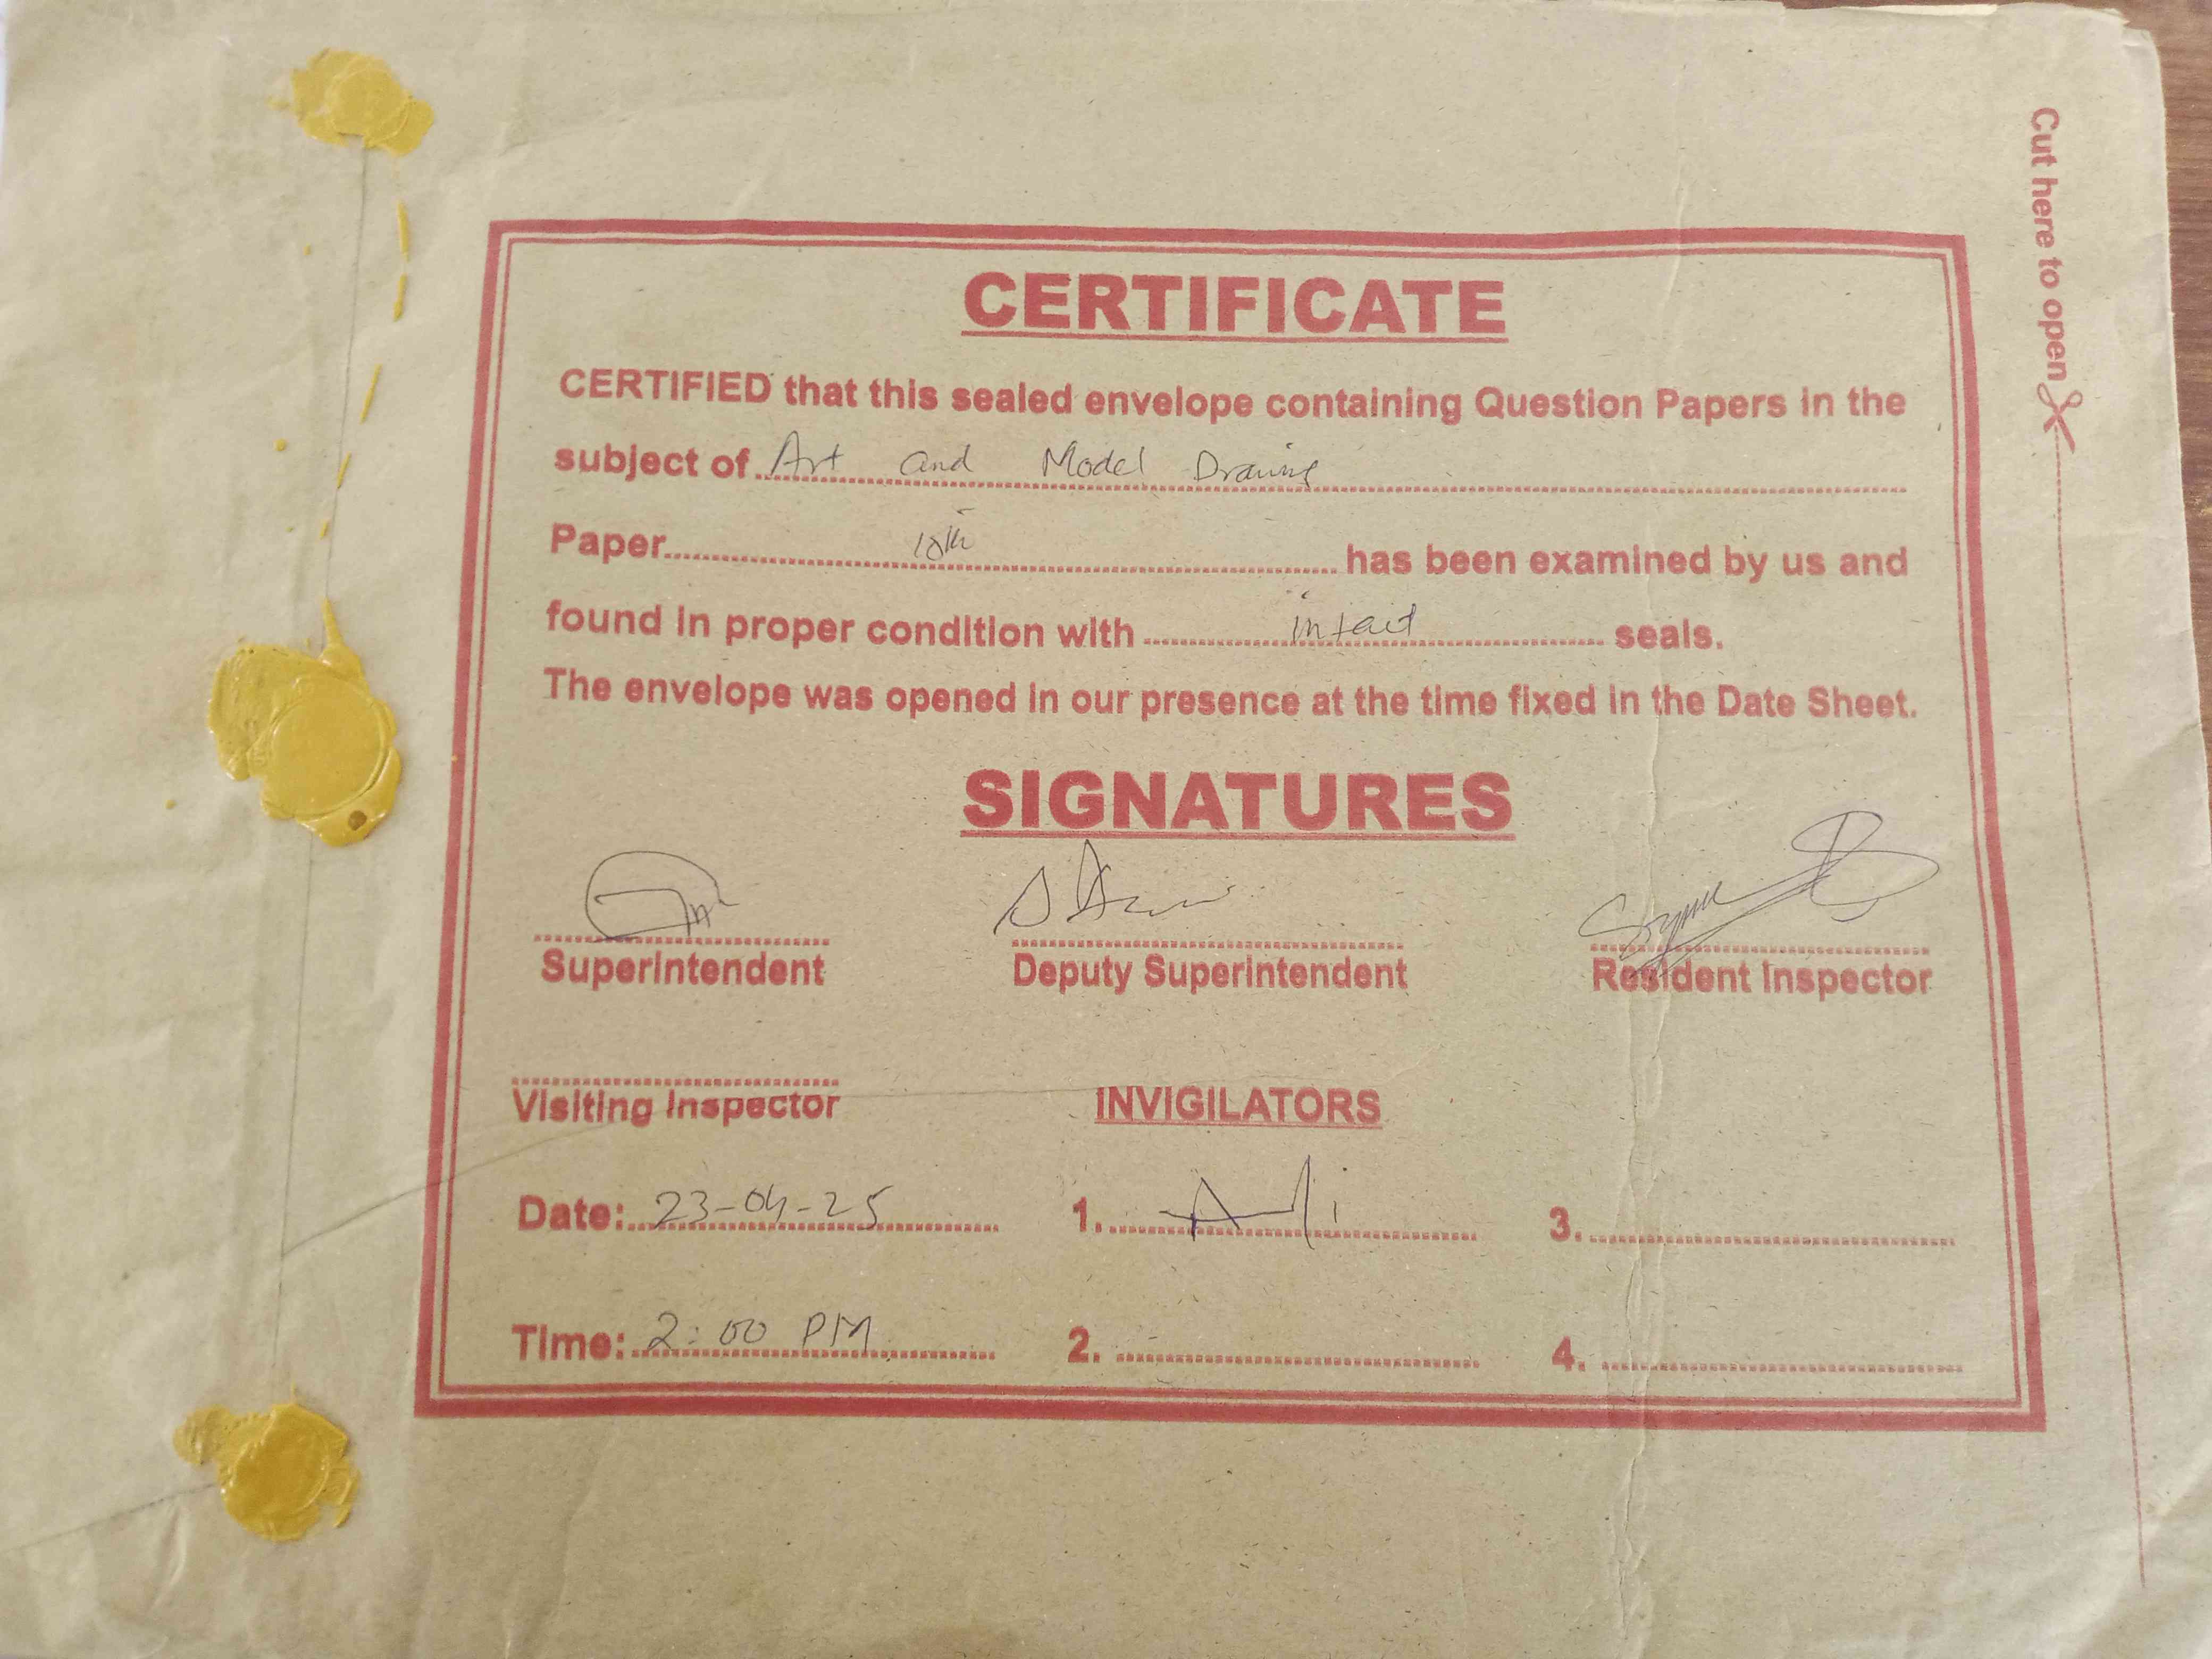 Cut here to open
CERTIFICATE
CERTIFIED that this sealed envelope containing Question Papers in the
subject of Art and Model Drawing
Paper 10th has been examined by us and
found in proper condition with intact seals.
The envelope was opened in our presence at the time fixed in the Date Sheet.
SIGNATURES
Superintendent Deputy Superintendent Resident Inspector
Visiting Inspector INVIGILATORS
Date: 23-04-25 1. 3.
Time: 2:00 PM 2. 4.